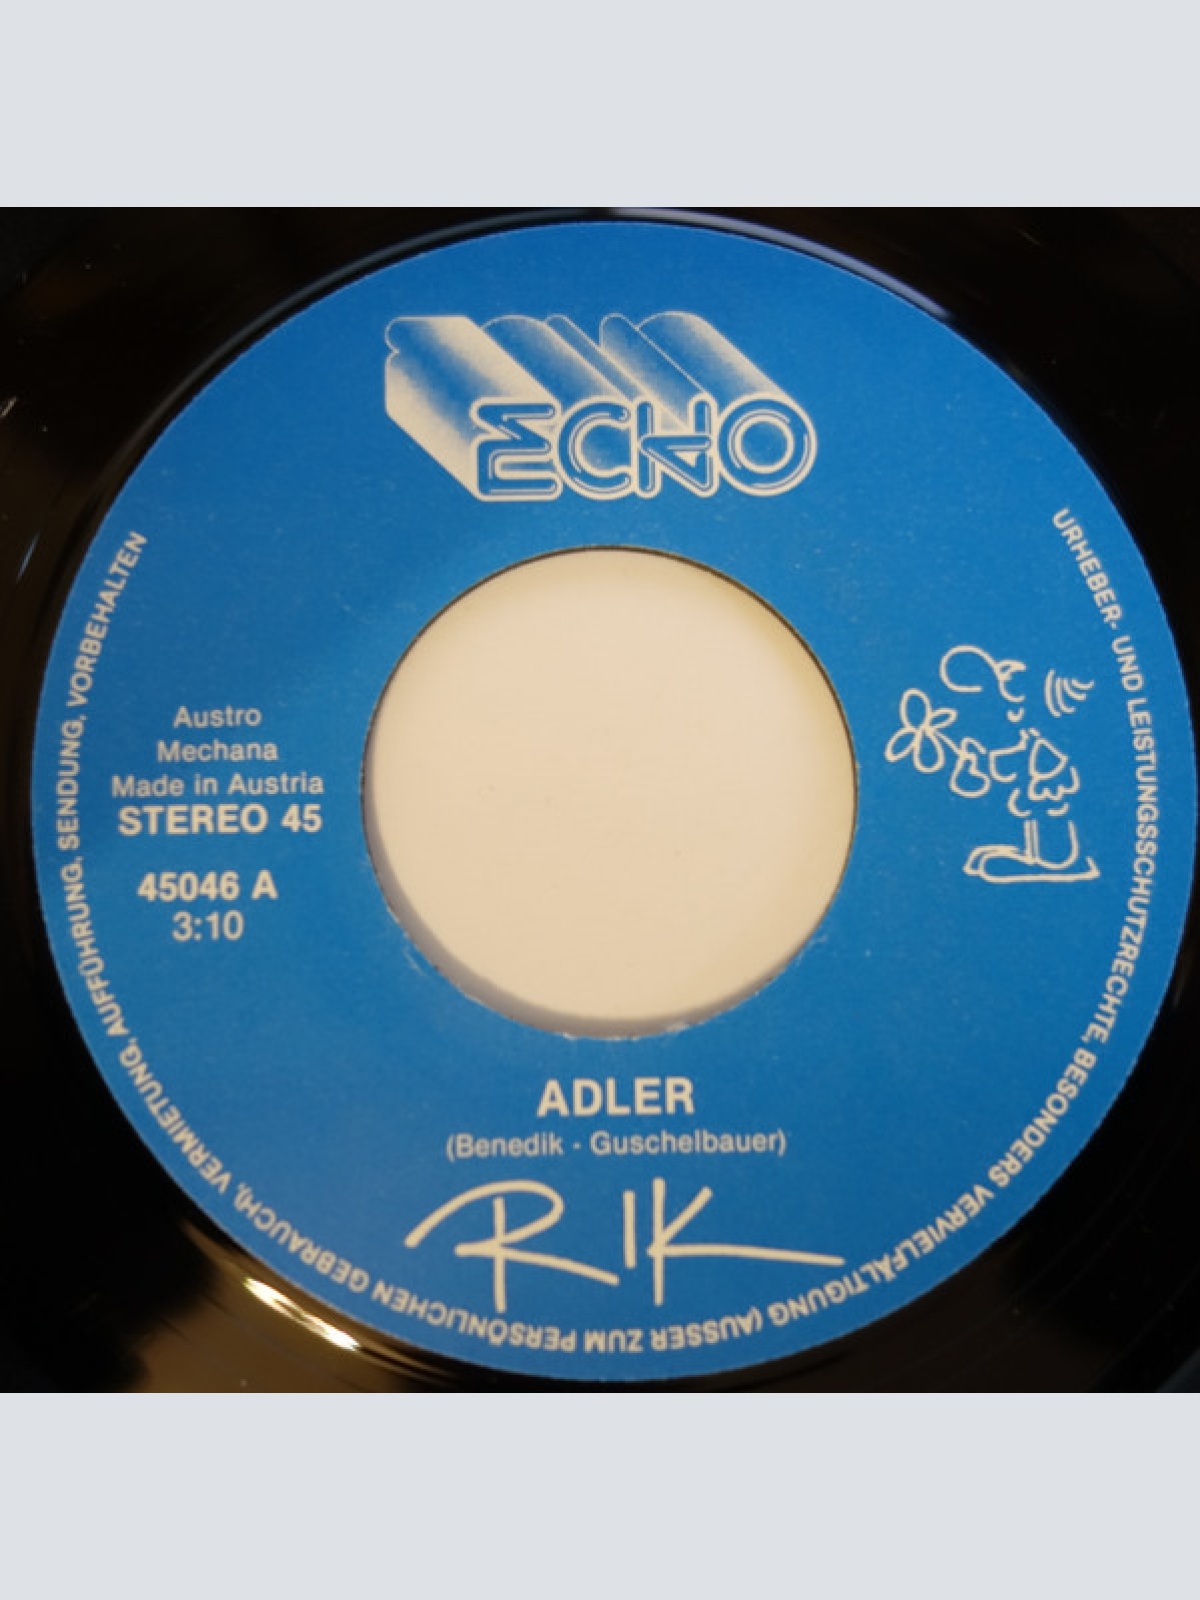 ECHO
Austro
Mechana
Made in Austria
STEREO 45
45046 A
3:10
ADLER
(Benedik - Guschelbauer)
RIK
URHEBER- UND LEISTUNGSSCHUTZRECHTE, BESONDERS VERVIELFÄLTIGUNG (AUSSER ZUM PERSÖNLICHEN GEBRAUCH), VERMIETUNG, AUFFÜHRUNG, SENDUNG, VORBEHALTEN